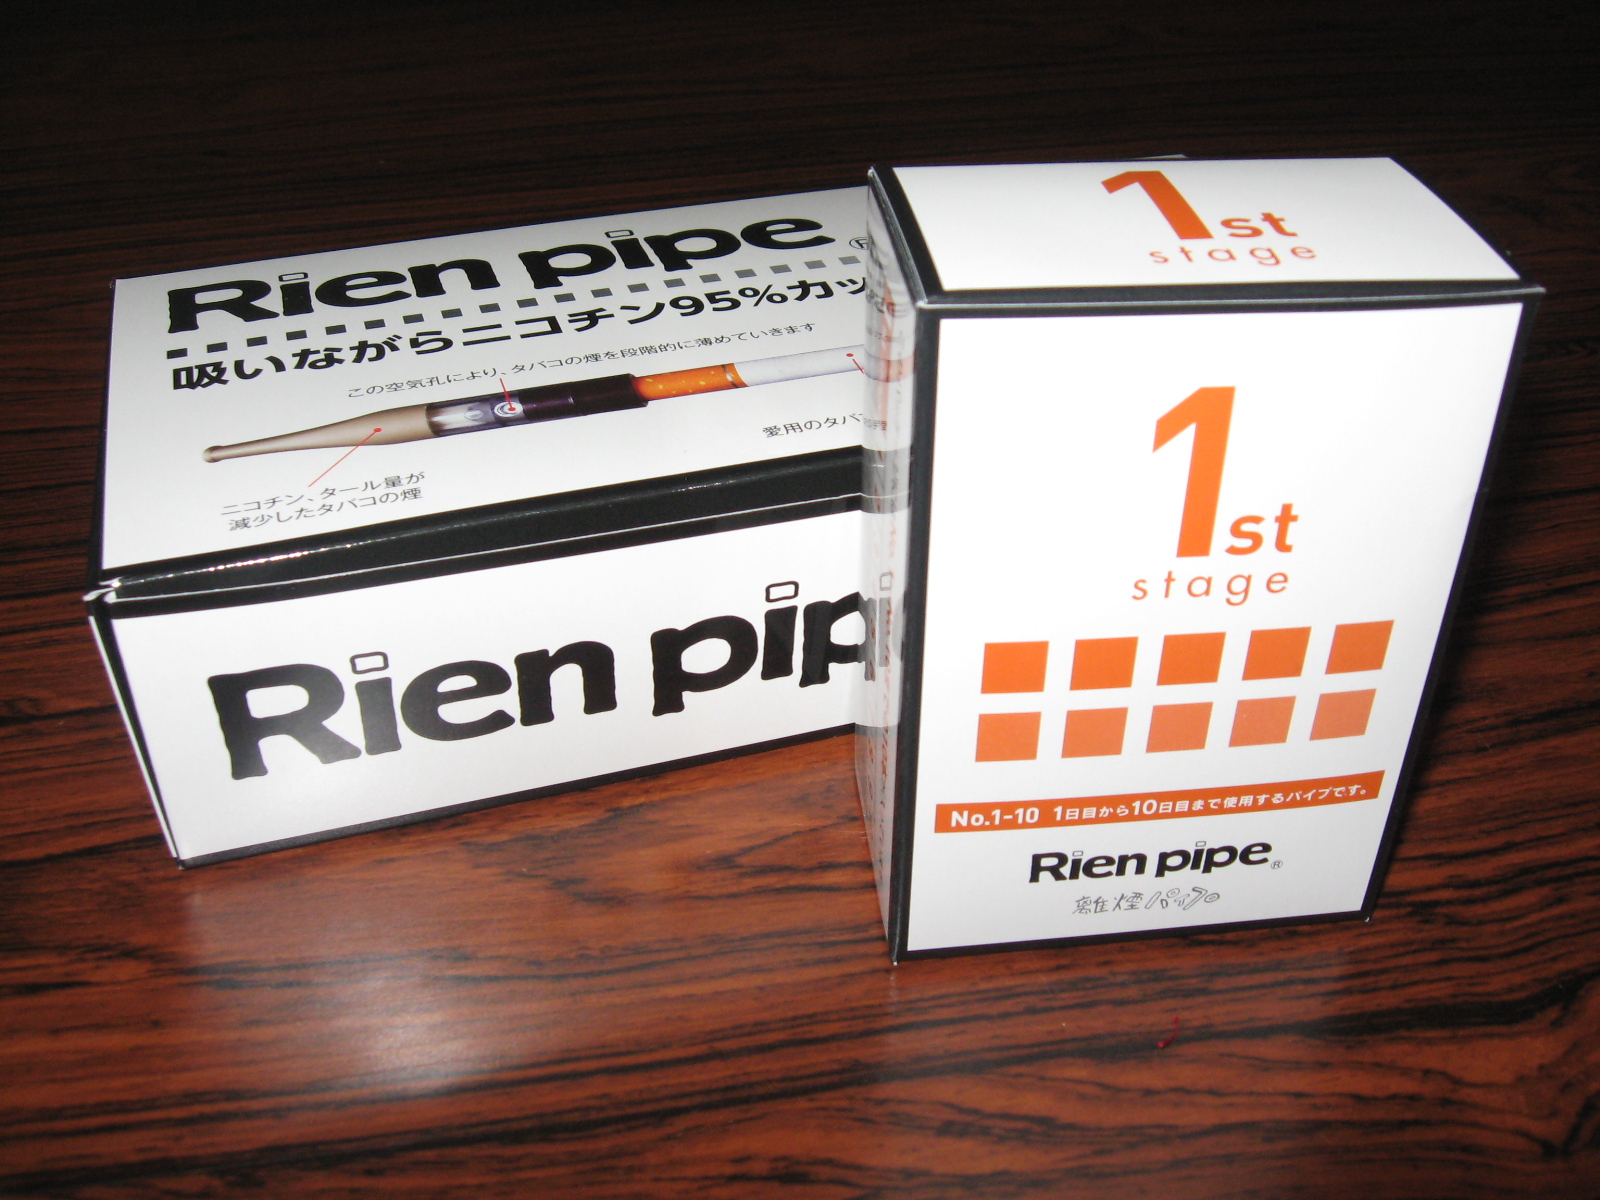 Rien pipe
吸いながらニコチン95%カッ
この空気孔により、タバコの煙を段階的に薄めていきます
愛用のタバ
ニコチン、タール量が
減少したタバコの煙
Rien pip
1st
stage
1st
stage
No.1-10 1日目から10日目まで使用するパイプです。
Rien pipe®
離煙パイプ